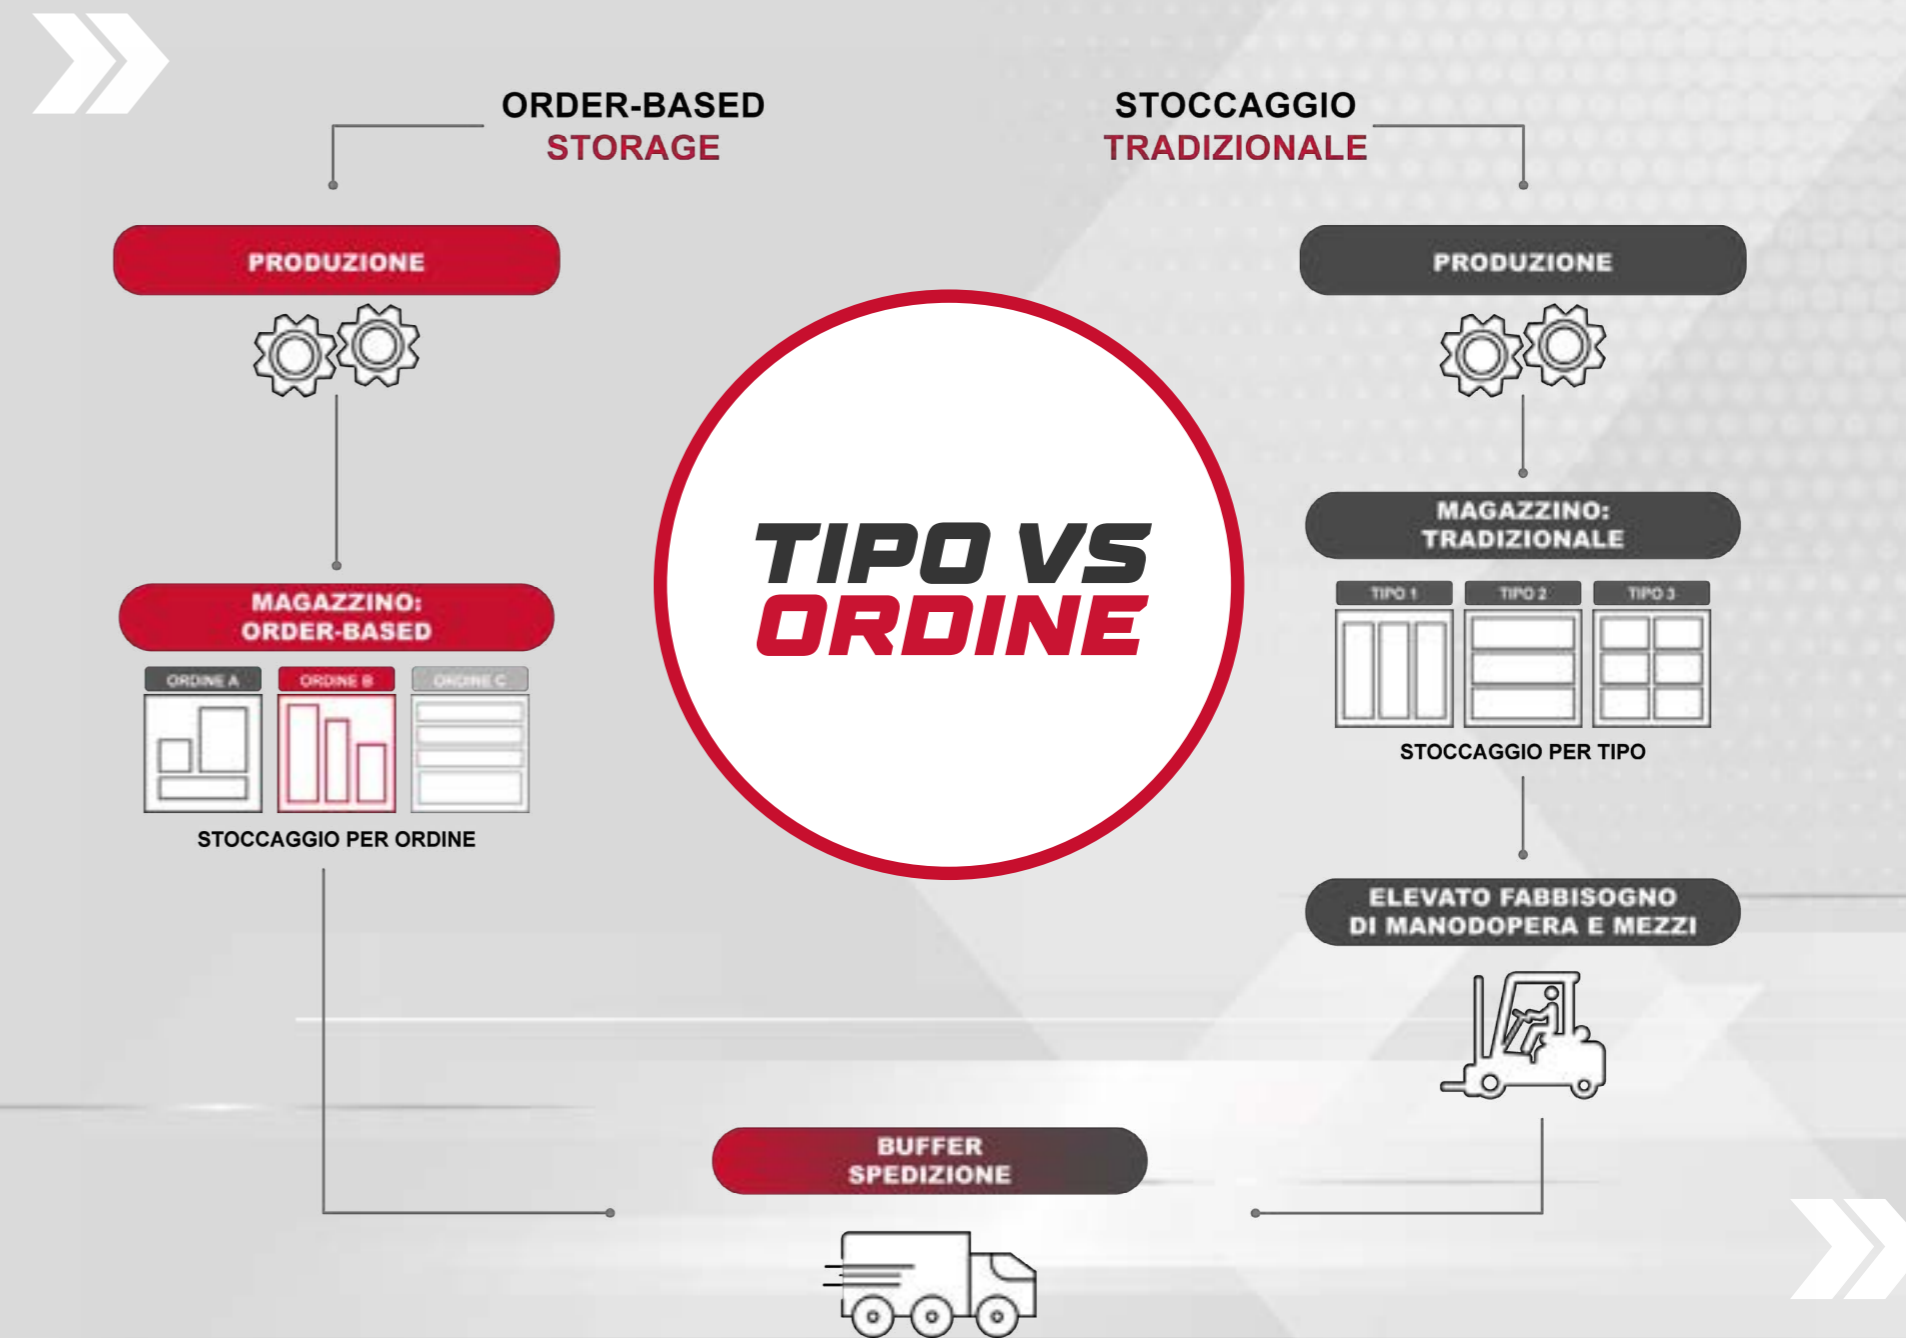 ORDER-BASED
STORAGE
STOCCAGGIO
TRADIZIONALE
PRODUZIONE
PRODUZIONE
TIPO VS
ORDINE
MAGAZZINO:
ORDER-BASED
ORDINE A
ORDINE B
ORDINE C
STOCCAGGIO PER ORDINE
MAGAZZINO:
TRADIZIONALE
TIPO 1
TIPO 2
TIPO 3
STOCCAGGIO PER TIPO
ELEVATO FABBISOGNO
DI MANODOPERA E MEZZI
BUFFER
SPEDIZIONE